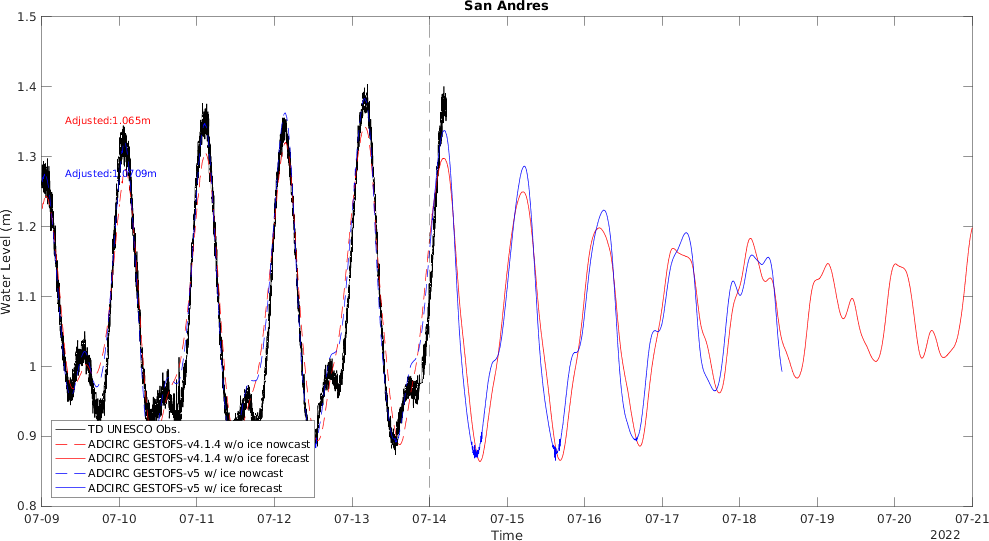 San Andres
1.5
1.4
1.3
1.2
1.1
1
0.9
0.8
Water Level (m)
Adjusted:1.065m
Adjusted:1.0709m
TD UNESCO Obs.
ADCIRC GESTOFS-v4.1.4 w/o ice nowcast
ADCIRC GESTOFS-v4.1.4 w/o ice forecast
ADCIRC GESTOFS-v5 w/ ice nowcast
ADCIRC GESTOFS-v5 w/ ice forecast
07-09 07-10 07-11 07-12 07-13 07-14 07-15 07-16 07-17 07-18 07-19 07-20 07-21
Time
2022